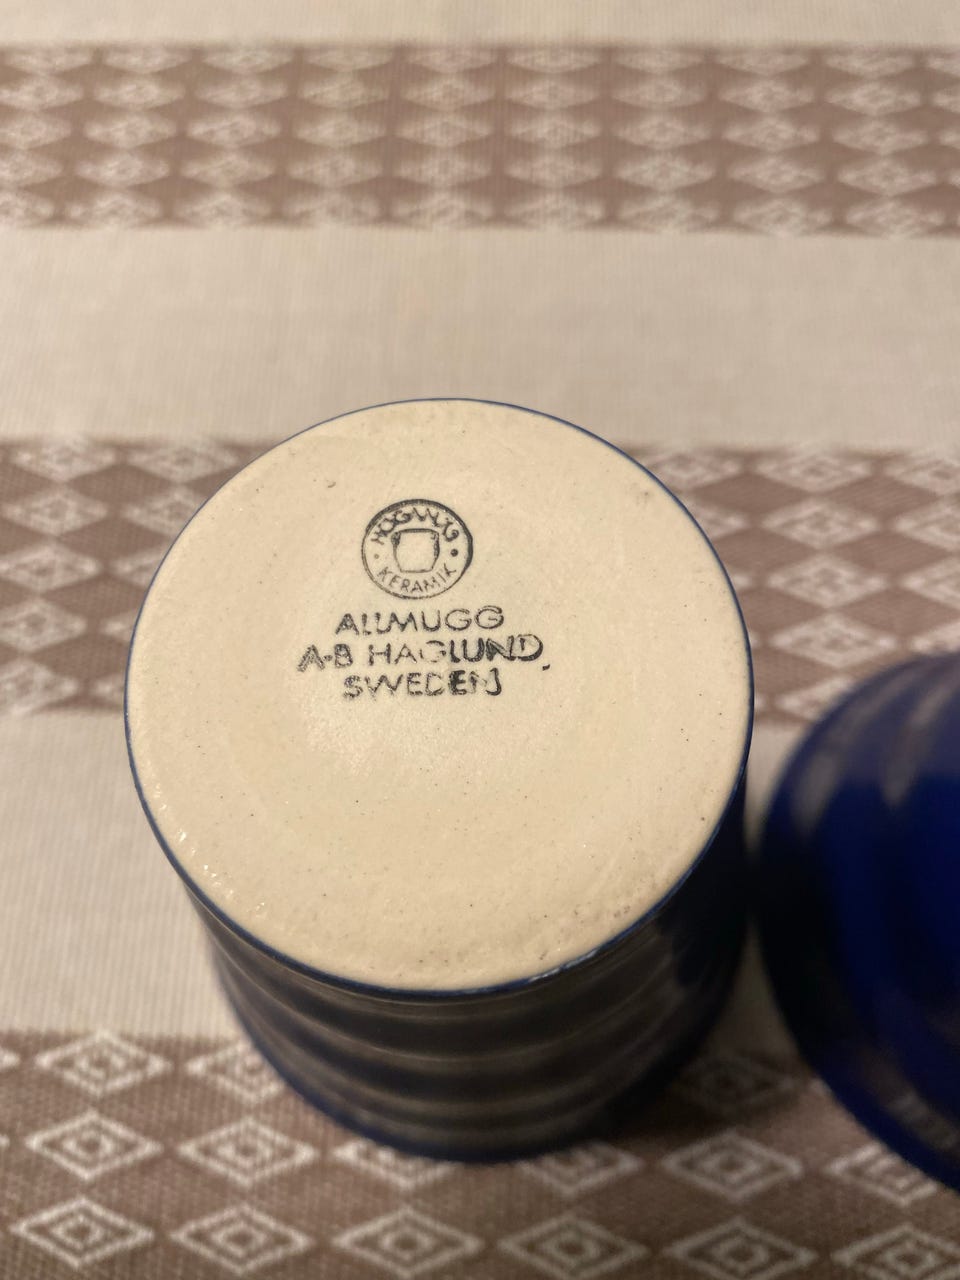 HÖGANÄS
KERAMIK
ALLMUGG
A-B HAGLUND,
SWEDEN